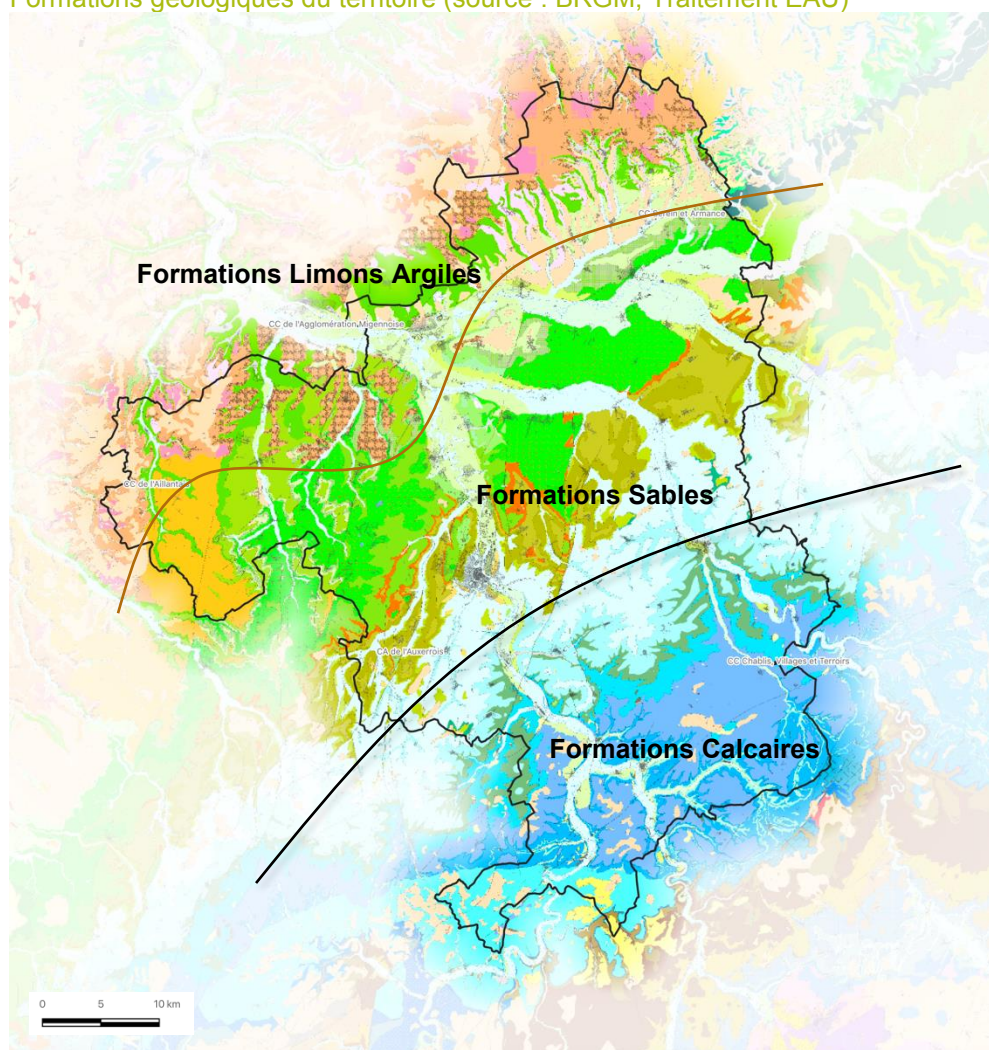 Formations géologiques du territoire (source : BRGM, Traitement EAU)
CC Serein et Armance
Formations Limons Argiles
CC de l'Agglomération Migennoise
CC de l'Aillantais
Formations Sables
CA de l'Auxerrois
CC Chablis, Villages et Terroirs
Formations Calcaires
0 5 10 km